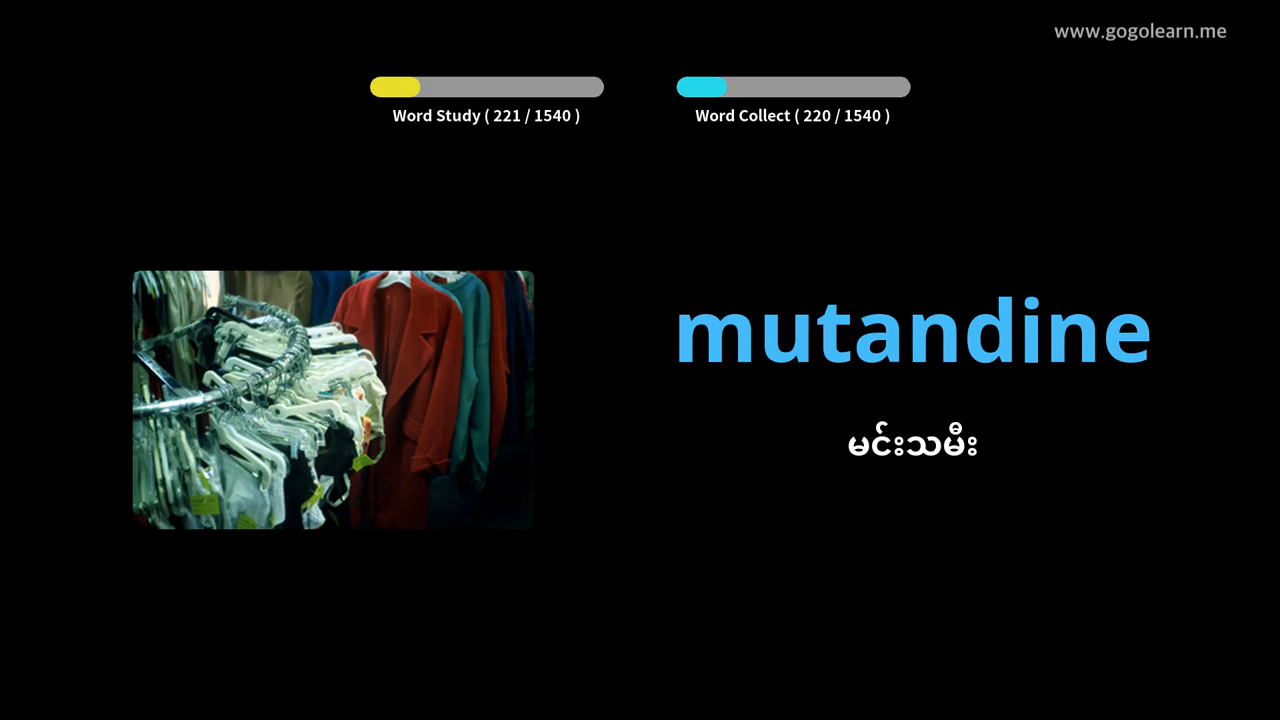 www.gogolearn.me
Word Study ( 221 / 1540 )
Word Collect ( 220 / 1540 )
mutandine
မင်းသမီး